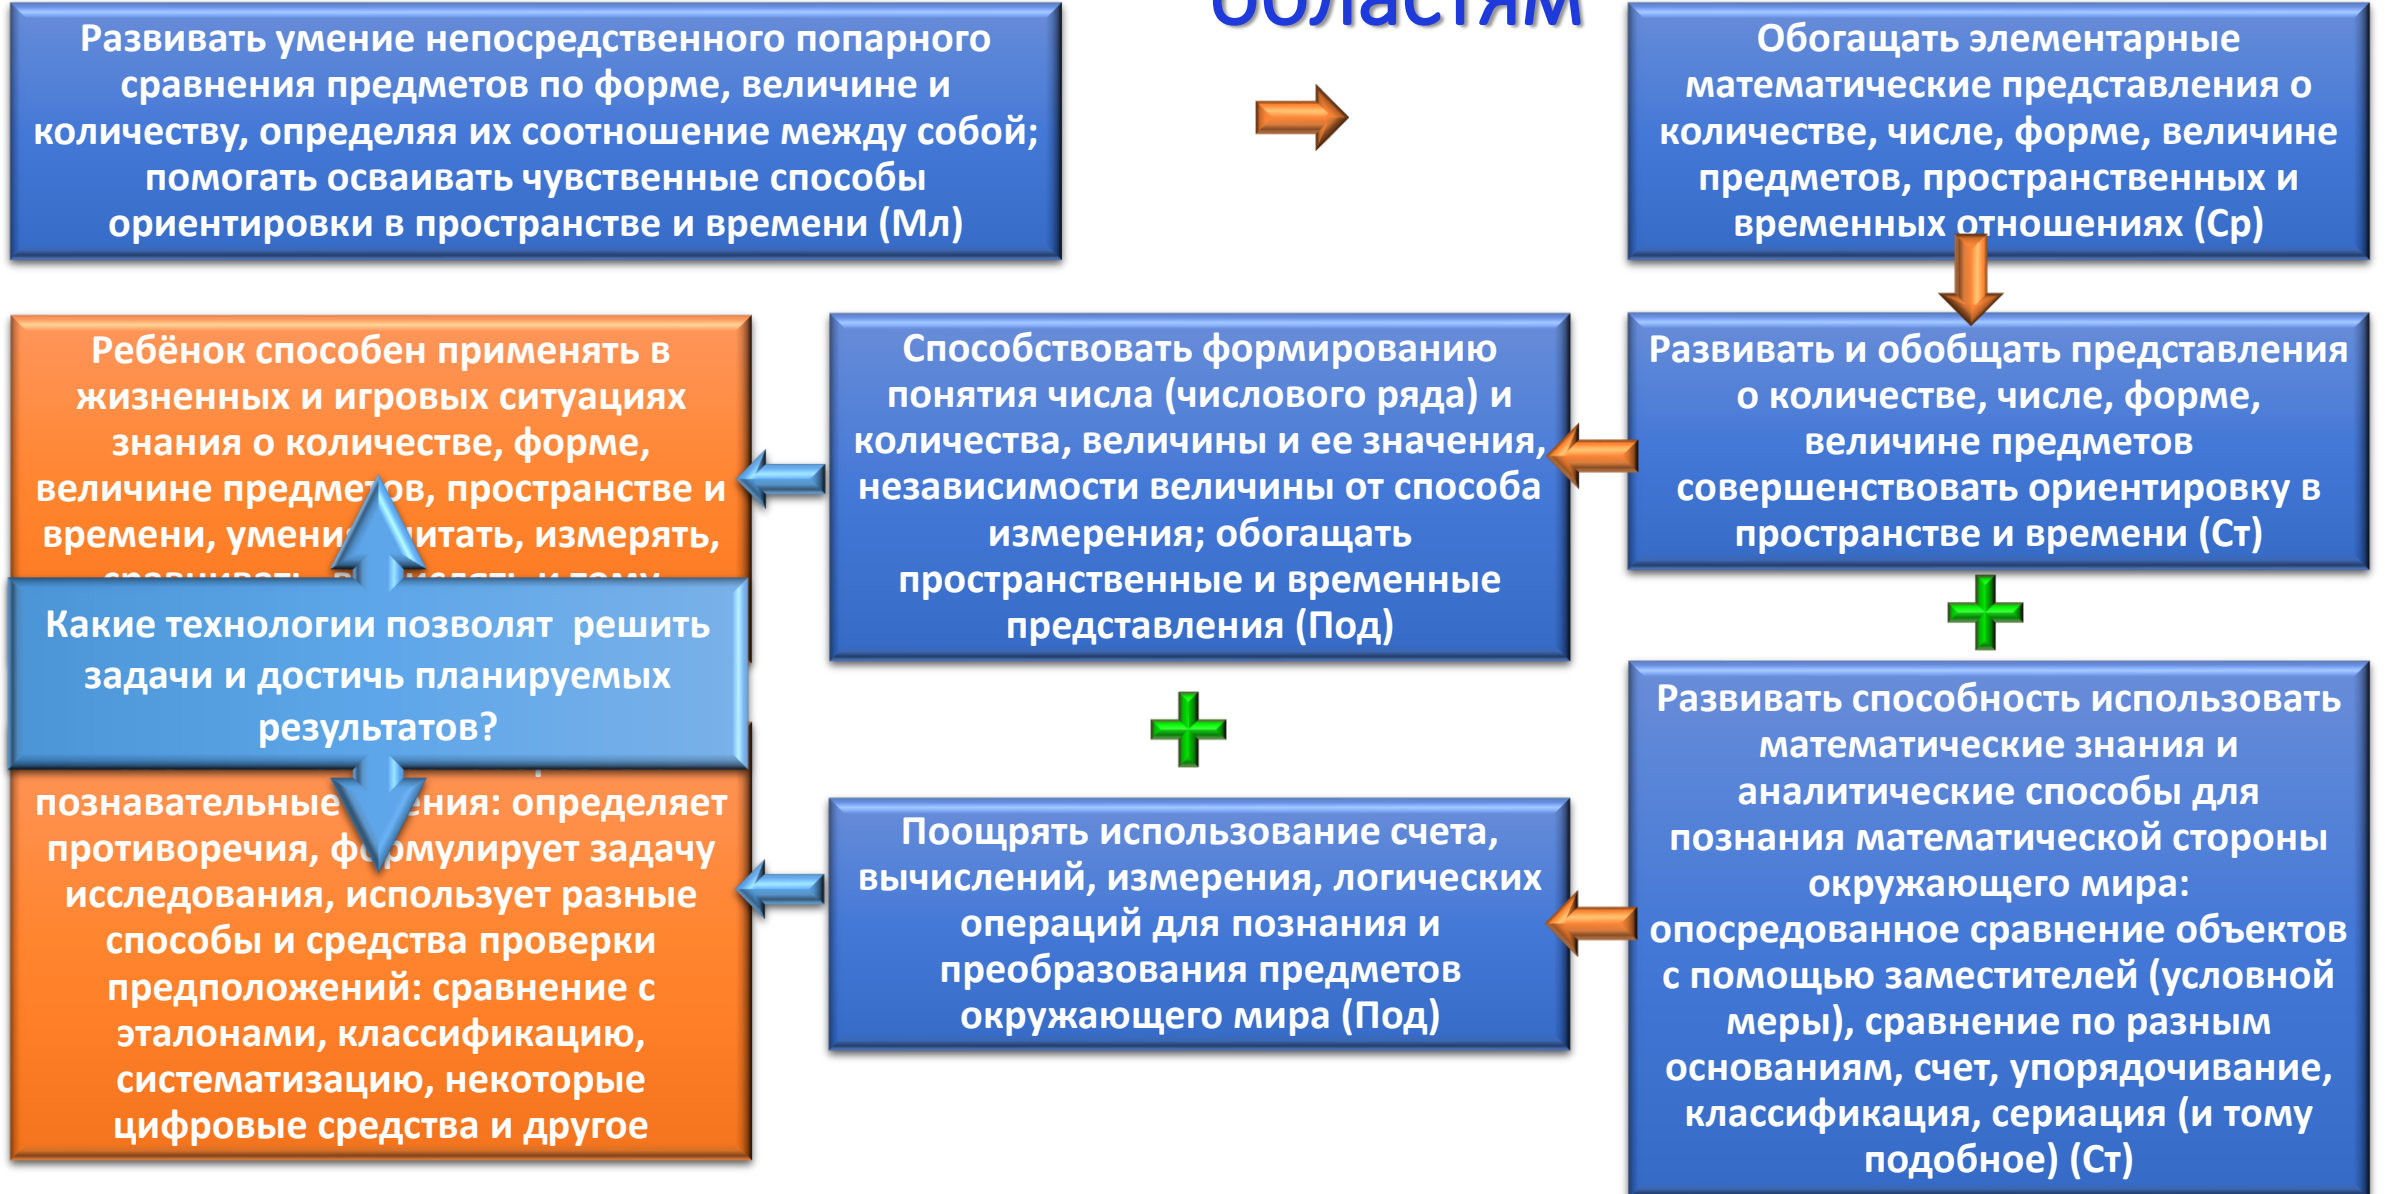 областям
Развивать умение непосредственного попарного
сравнения предметов по форме, величине и
количеству, определяя их соотношение между собой;
помогать осваивать чувственные способы
ориентировки в пространстве и времени (Мл)
Обогащать элементарные
математические представления о
количестве, числе, форме, величине
предметов, пространственных и
временных отношениях (Ср)
Развивать и обобщать представления
о количестве, числе, форме,
величине предметов
совершенствовать ориентировку в
пространстве и времени (Ст)
Развивать способность использовать
математические знания и
аналитические способы для
познания математической стороны
окружающего мира:
опосредованное сравнение объектов
с помощью заместителей (условной
меры), сравнение по разным
основаниям, счет, упорядочивание,
классификация, сериация (и тому
подобное) (Ст)
Способствовать формированию
понятия числа (числового ряда) и
количества, величины и ее значения,
независимости величины от способа
измерения; обогащать
пространственные и временные
представления (Под)
Поощрять использование счета,
вычислений, измерения, логических
операций для познания и
преобразования предметов
окружающего мира (Под)
Ребёнок способен применять в
жизненных и игровых ситуациях
знания о количестве, форме,
величине предметов, пространстве и
времени, измерять,
Какие технологии позволят решить
задачи и достичь планируемых
результатов?
познавательные определяет
противоречия, формулирует задачу
исследования, использует разные
способы и средства проверки
предположений: сравнение с
эталонами, классификацию,
систематизацию, некоторые
цифровые средства и другое